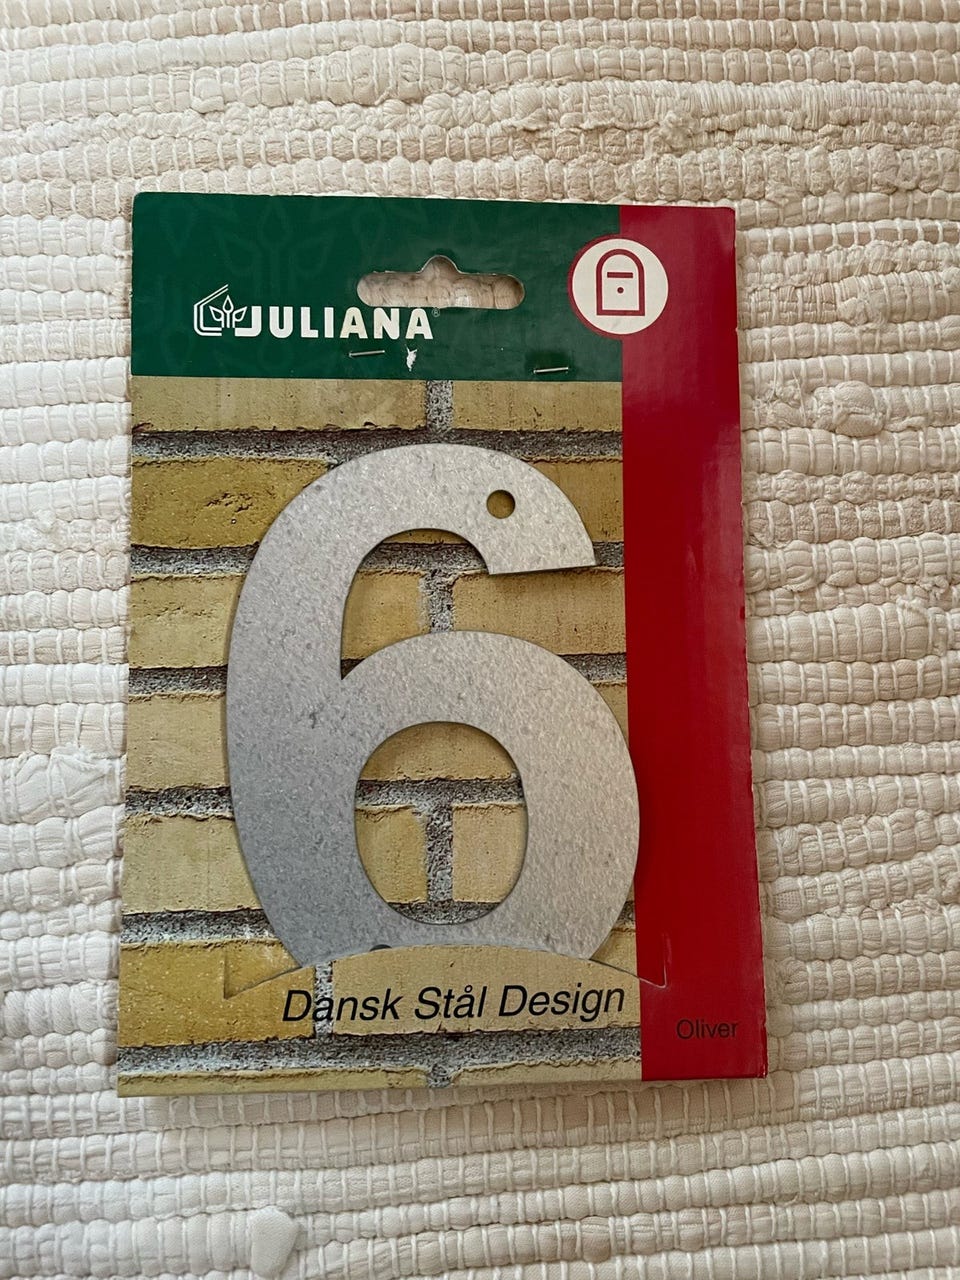 JULIANA®
6
Dansk Stål Design
Oliver